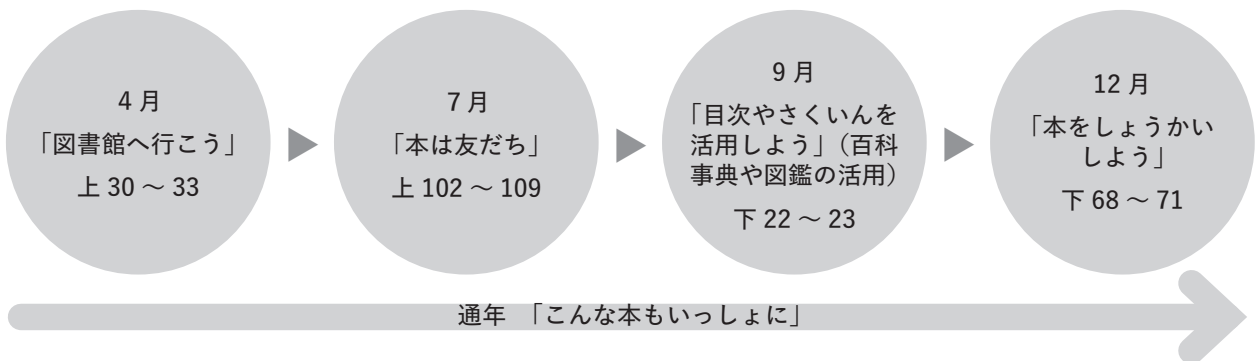 4月
「図書館へ行こう」
上 30 ～ 33
7月
「本は友だち」
上 102 ～ 109
9月
「目次やさくいんを
活用しよう」（百科
事典や図鑑の活用）
下 22 ～ 23
12月
「本をしょうかい
しよう」
下 68 ～ 71
通年 「こんな本もいっしょに」